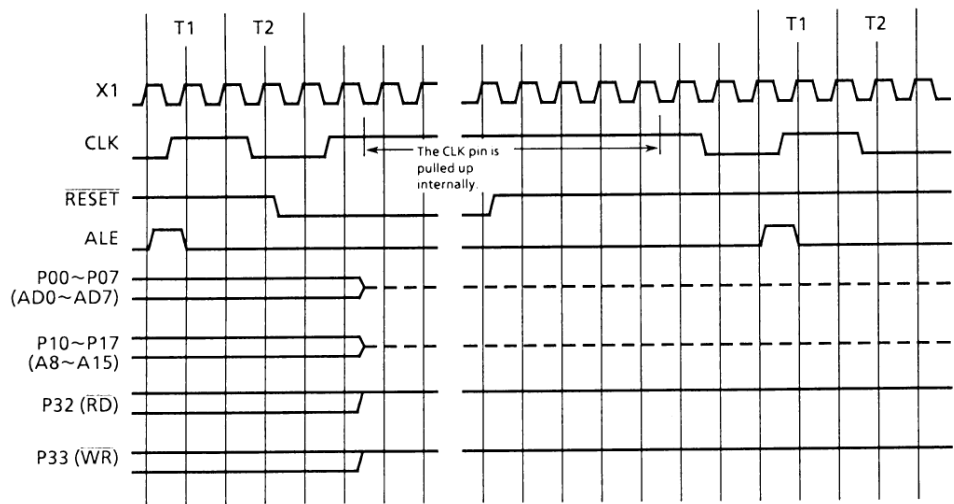 T1 T2 T1 T2
X1
CLK
The CLK pin is
pulled up
internally.
RESET
ALE
P00~P07
(AD0~AD7)
P10~P17
(A8~A15)
P32 (RD)
P33 (WR)